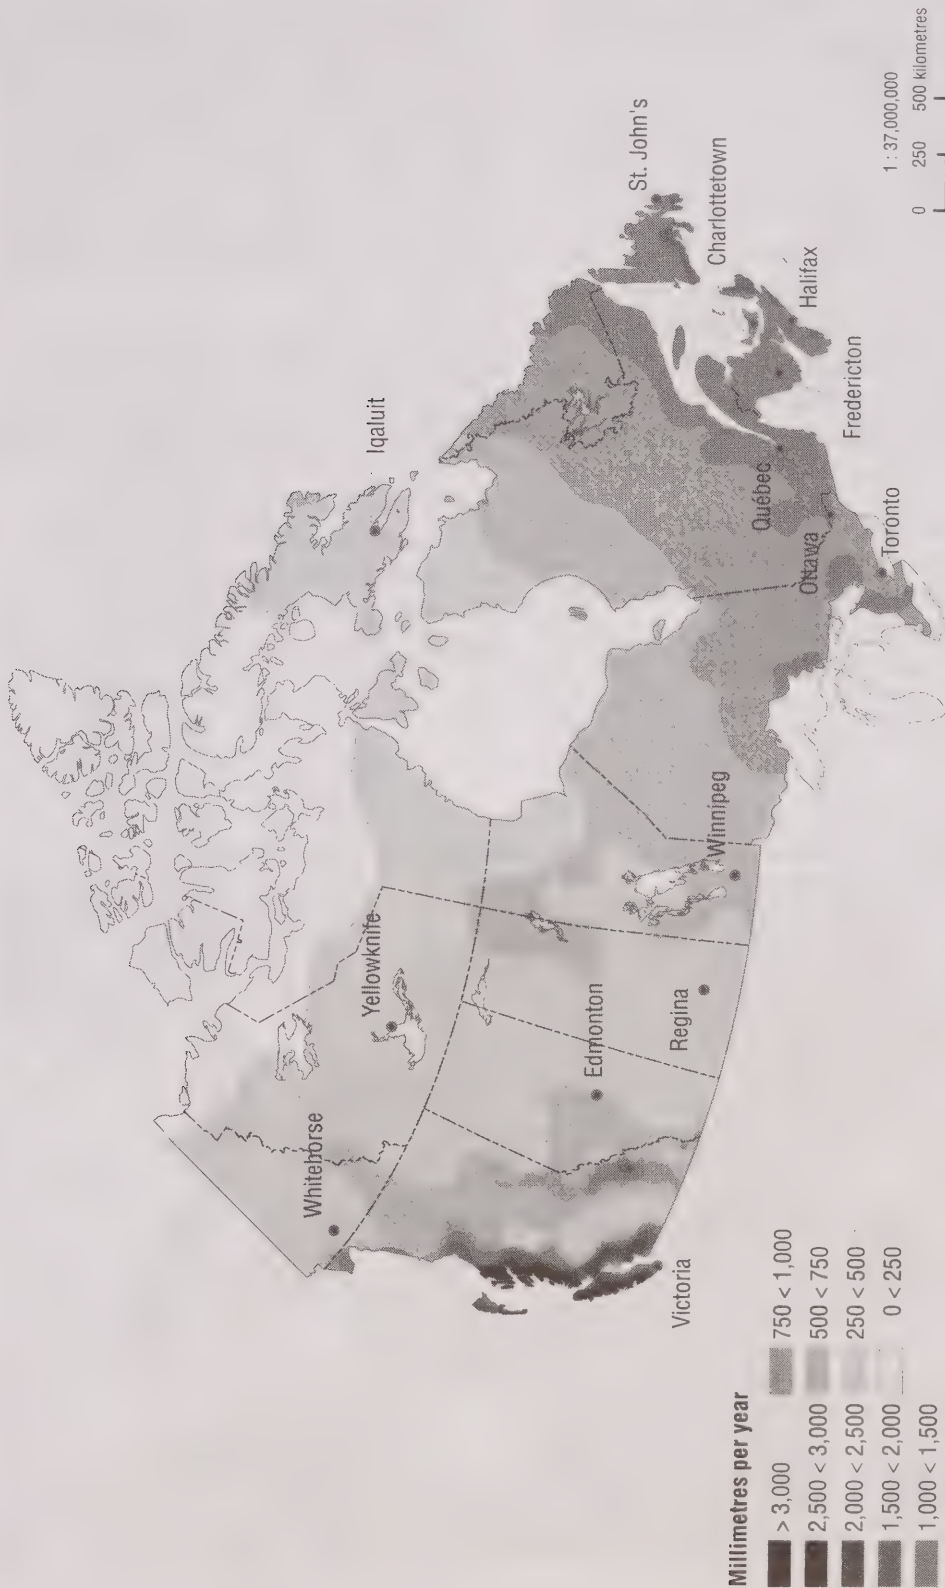 Iqaluit
Whitehorse
Yellowknife
St. John's
Edmonton
Charlottetown
Victoria
Regina
Winnipeg
Québec
Halifax
Ottawa
Fredericton
Toronto
Millimetres per year
> 3,000
2,500 < 3,000
2,000 < 2,500
1,500 < 2,000
1,000 < 1,500
750 < 1,000
500 < 750
250 < 500
0 < 250
1 : 37,000,000
0 250 500 kilometres